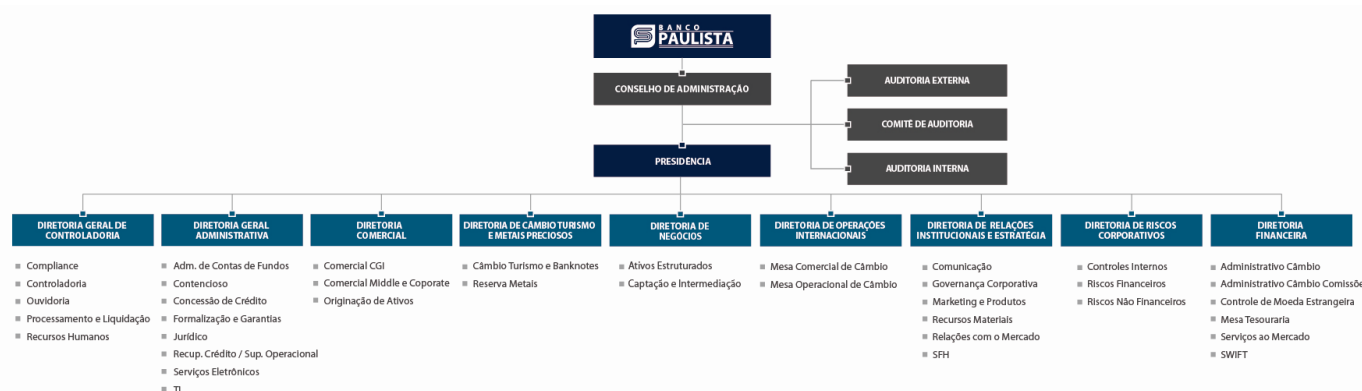 BANCO
PAULISTA
CONSELHO DE ADMINISTRAÇÃO
AUDITORIA EXTERNA
COMITÊ DE AUDITORIA
AUDITORIA INTERNA
PRESIDÊNCIA
DIRETORIA GERAL DE
CONTROLADORIA
Compliance
Controladoria
Ouvidoria
Processamento e Liquidação
Recursos Humanos
DIRETORIA GERAL
ADMINISTRATIVA
Adm. de Contas de Fundos
Contencioso
Concessão de Crédito
Formalização e Garantias
Jurídico
Recup. Crédito / Sup. Operacional
Serviços Eletrônicos
TI
DIRETORIA
COMERCIAL
Comercial CGI
Comercial Middle e Coporate
Originação de Ativos
DIRETORIA DE CÂMBIO TURISMO
E METAIS PRECIOSOS
Câmbio Turismo e Banknotes
Reserva Metais
DIRETORIA DE
NEGÓCIOS
Ativos Estruturados
Captação e Intermediação
DIRETORIA DE OPERAÇÕES
INTERNACIONAIS
Mesa Comercial de Câmbio
Mesa Operacional de Câmbio
DIRETORIA DE RELAÇÕES
INSTITUCIONAIS E ESTRATÉGIA
Comunicação
Governança Corporativa
Marketing e Produtos
Recursos Materiais
Relações com o Mercado
SFH
DIRETORIA DE RISCOS
CORPORATIVOS
Controles Internos
Riscos Financeiros
Riscos Não Financeiros
DIRETORIA
FINANCEIRA
Administrativo Câmbio
Administrativo Câmbio Comissõe
Controle de Moeda Estrangeira
Mesa Tesouraria
Serviços ao Mercado
SWIFT